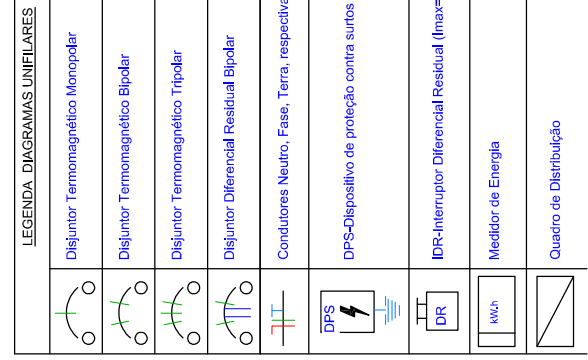 LEGENDA DIAGRAMAS UNIFILARES
Disjuntor Termomagnético Monopolar
Disjuntor Termomagnético Bipolar
Disjuntor Termomagnético Tripolar
Disjuntor Diferencial Residual Bipolar
Condutores Neutro, Fase, Terra, respectiva
DPS
DPS-Dispositivo de proteção contra surtos
DR
IDR-Interruptor Diferencial Residual (Imax=
kW.h
Medidor de Energia
Quadro de Distribuição